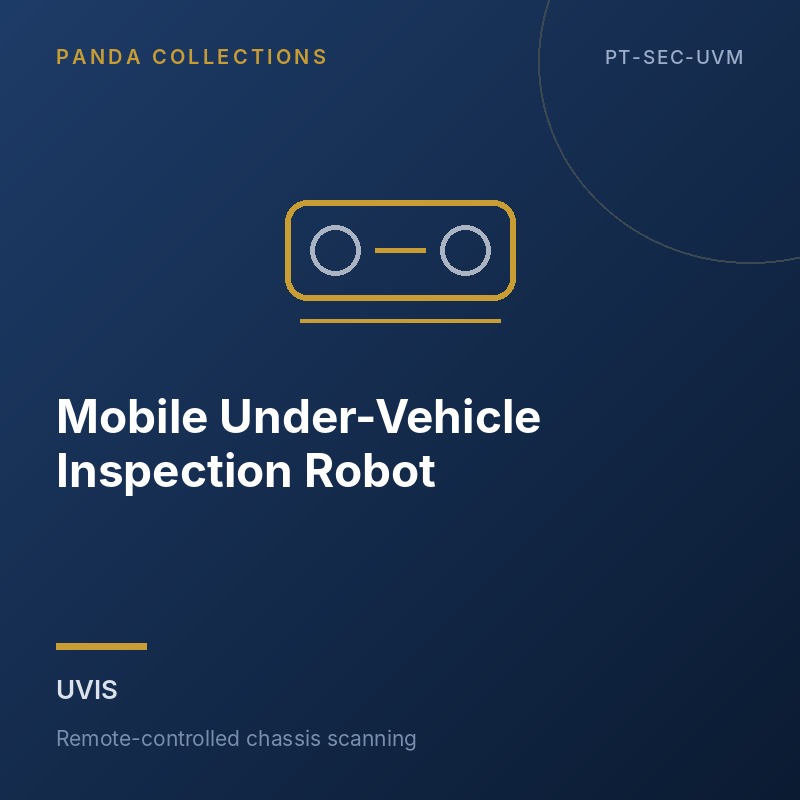 PANDA COLLECTIONS
PT-SEC-UVM
Mobile Under-Vehicle
Inspection Robot
UVIS
Remote-controlled chassis scanning